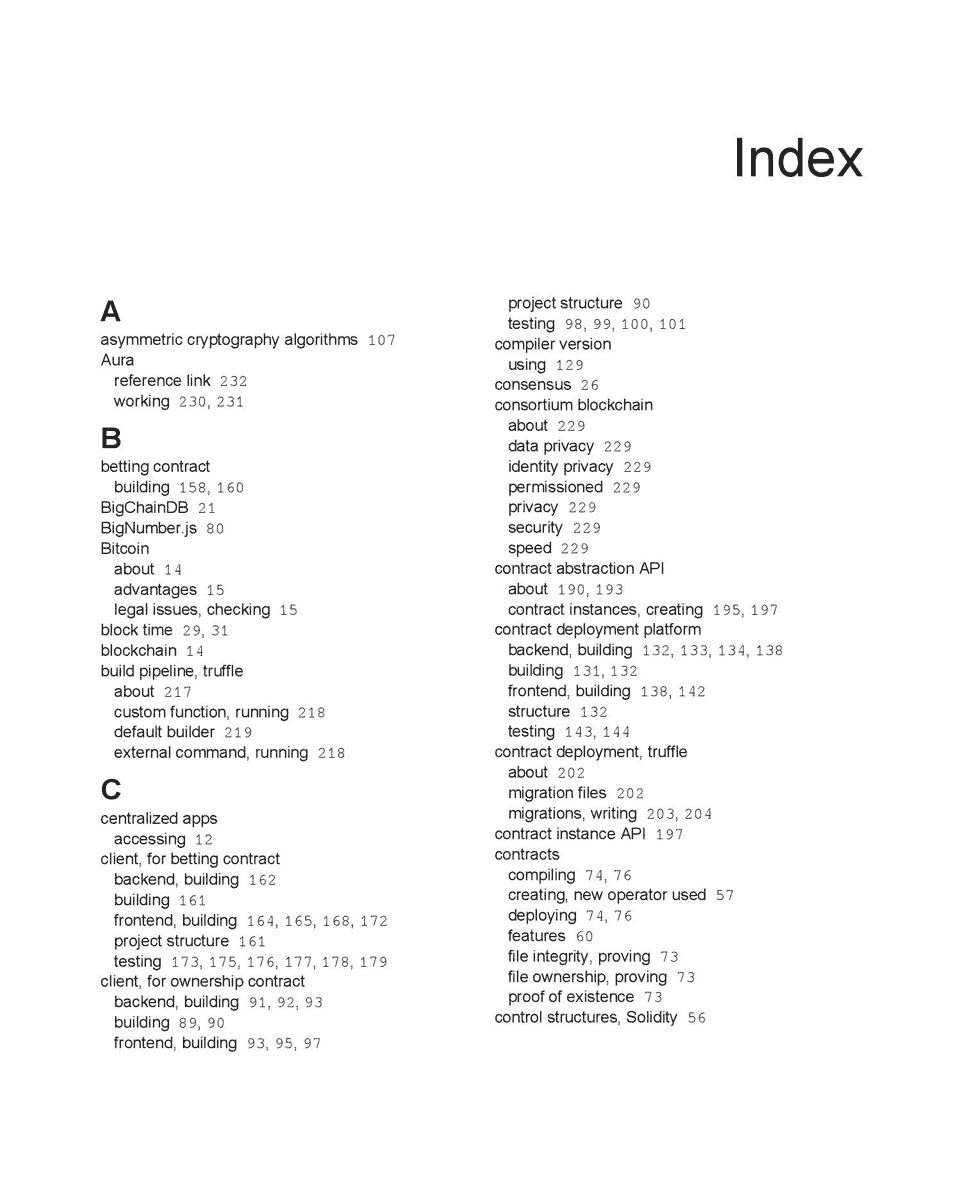 Index
A
asymmetric cryptography algorithms 107
Aura
reference link 232
working 230, 231
B
betting contract
building 158, 160
BigChainDB 21
BigNumber.js 80
Bitcoin
about 14
advantages 15
legal issues, checking 15
block time 29, 31
blockchain 14
build pipeline, truffle
about 217
custom function, running 218
default builder 219
external command, running 218
C
centralized apps
accessing 12
client, for betting contract
backend, building 162
building 161
frontend, building 164, 165, 168, 172
project structure 161
testing 173, 175, 176, 177, 178, 179
client, for ownership contract
backend, building 91, 92, 93
building 89, 90
frontend, building 93, 95, 97
project structure 90
testing 98, 99, 100, 101
compiler version
using 129
consensus 26
consortium blockchain
about 229
data privacy 229
identity privacy 229
permissioned 229
privacy 229
security 229
speed 229
contract abstraction API
about 190, 193
contract instances, creating 195, 197
contract deployment platform
backend, building 132, 133, 134, 138
building 131, 132
frontend, building 138, 142
structure 132
testing 143, 144
contract deployment, truffle
about 202
migration files 202
migrations, writing 203, 204
contract instance API 197
contracts
compiling 74, 76
creating, new operator used 57
deploying 74, 76
features 60
file integrity, proving 73
file ownership, proving 73
proof of existence 73
control structures, Solidity 56